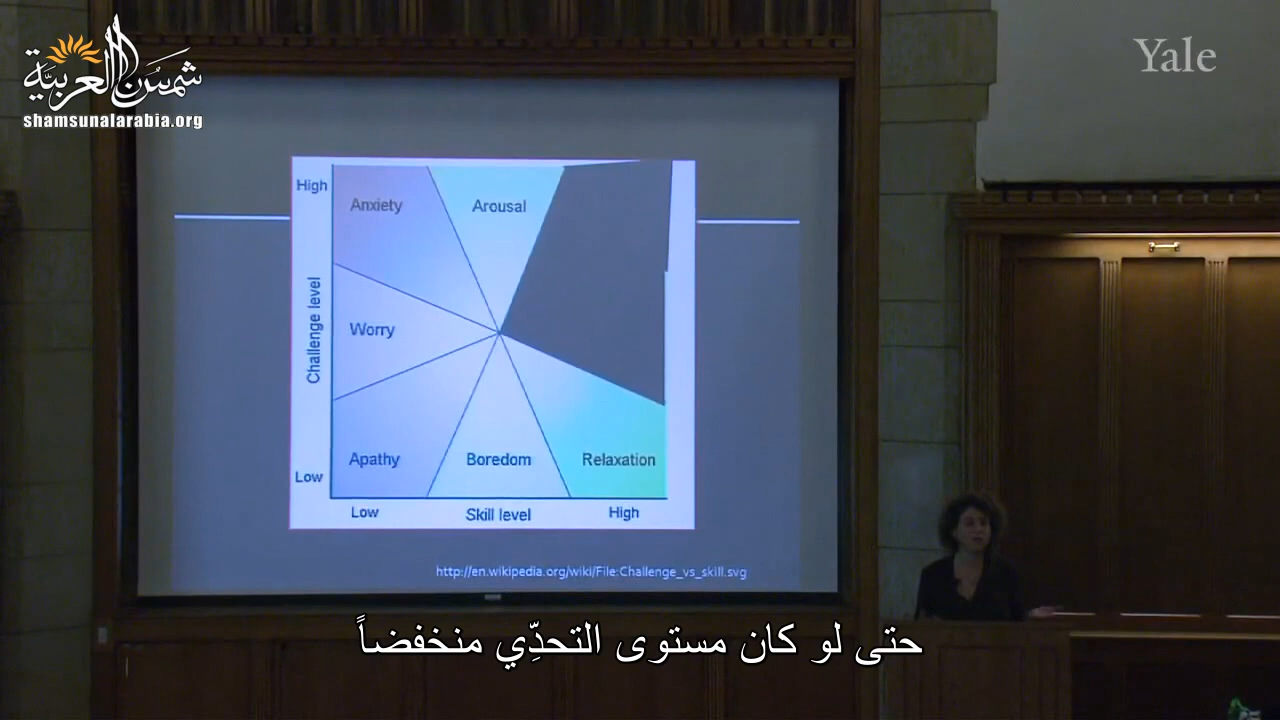 شمس العربية
shamsunalarabia.org
Yale
High
Anxiety
Arousal
Challenge level
Worry
Apathy
Boredom
Relaxation
Low
Low
Skill level
High
http://en.wikipedia.org/wiki/File:Challenge_vs_skill.svg
حتى لو كان مستوى التحدِّي منخفضاً